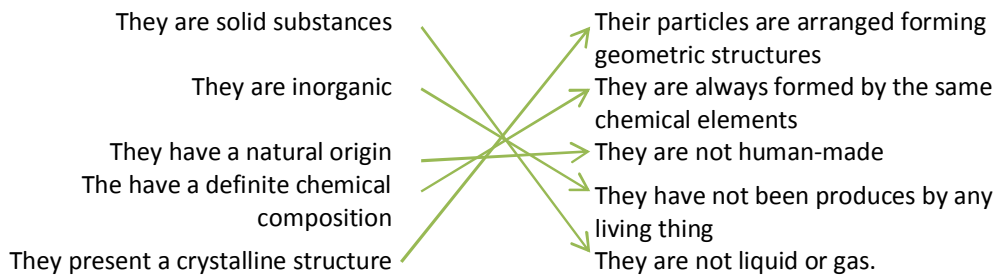 They are solid substances
They are inorganic
They have a natural origin
The have a definite chemical
composition
They present a crystalline structure
Their particles are arranged forming
geometric structures
They are always formed by the same
chemical elements
They are not human-made
They have not been produces by any
living thing
They are not liquid or gas.